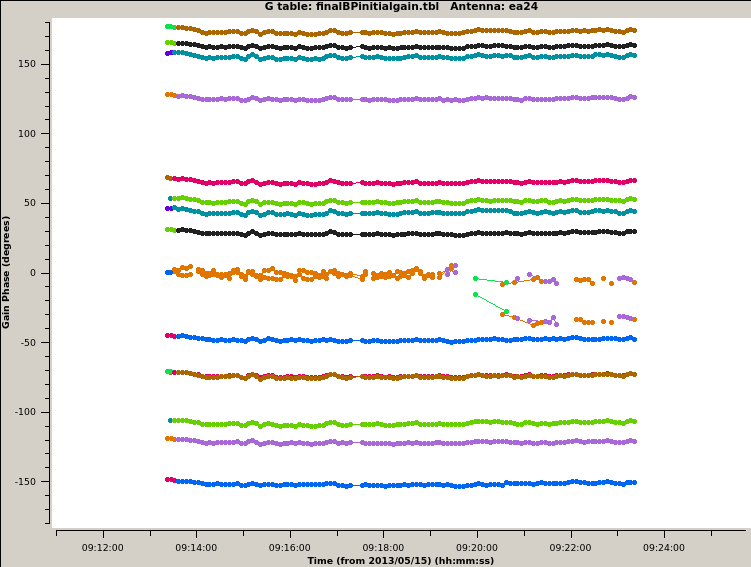 G table: finalBPinitialgain.tbl   Antenna: ea24
Gain Phase (degrees)
150
100
50
0
-50
-100
-150
09:12:00 09:14:00 09:16:00 09:18:00 09:20:00 09:22:00 09:24:00
Time (from 2013/05/15) (hh:mm:ss)